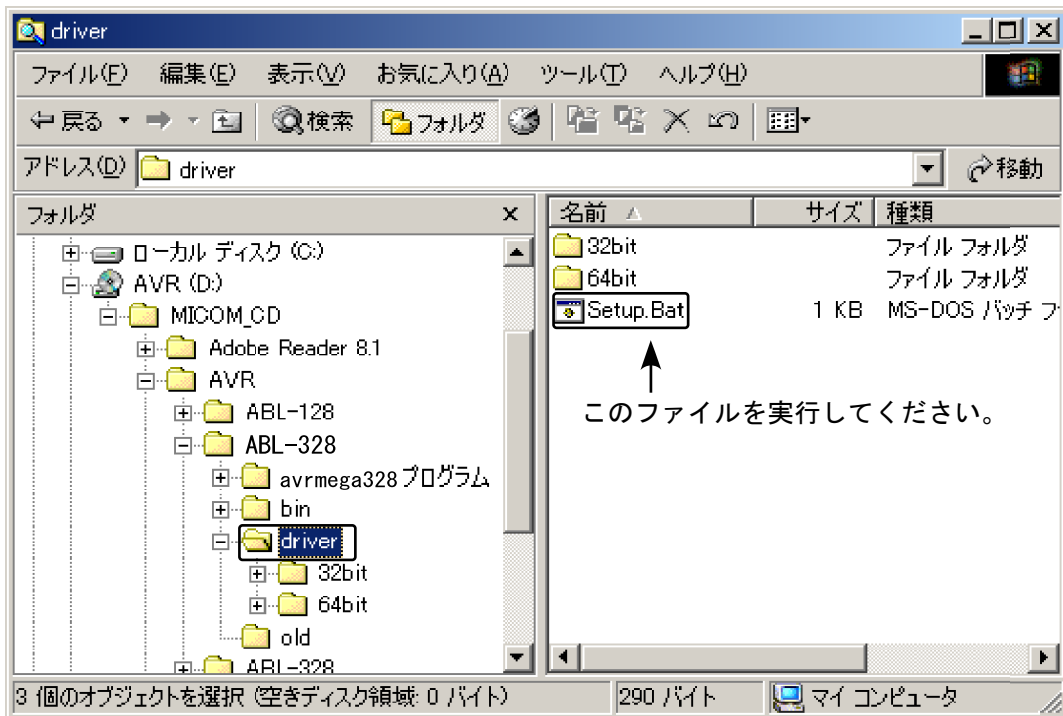 driver
ファイル(F) 編集(E) 表示(V) お気に入り(A) ツール(T) ヘルプ(H)
戻る 検索 フォルダ
アドレス(D) driver 移動
フォルダ x
名前 サイズ 種類
ローカル ディスク (C:)
AVR (D:)
MICOM_CD
Adobe Reader 8.1
AVR
ABL-128
ABL-328
avrmega328プログラム
bin
driver
32bit
64bit
old
ABL-328
32bit ファイル フォルダ
64bit ファイル フォルダ
Setup.Bat 1 KB MS-DOS バッチ フ
このファイルを実行してください。
3 個のオブジェクトを選択 (空きディスク領域: 0 バイト) 290 バイト マイ コンピュータ